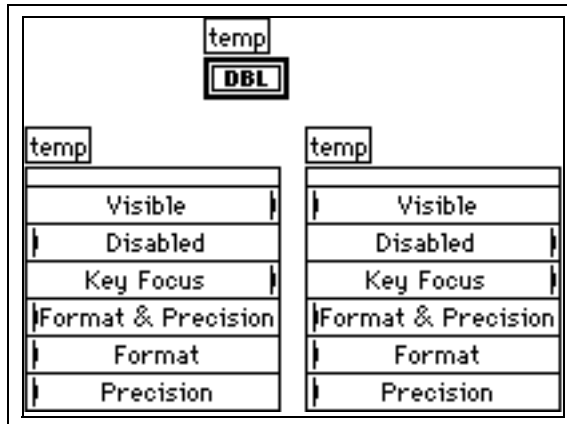 temp
DBL
temp
Visible
Disabled
Key Focus
Format & Precision
Format
Precision
temp
Visible
Disabled
Key Focus
Format & Precision
Format
Precision